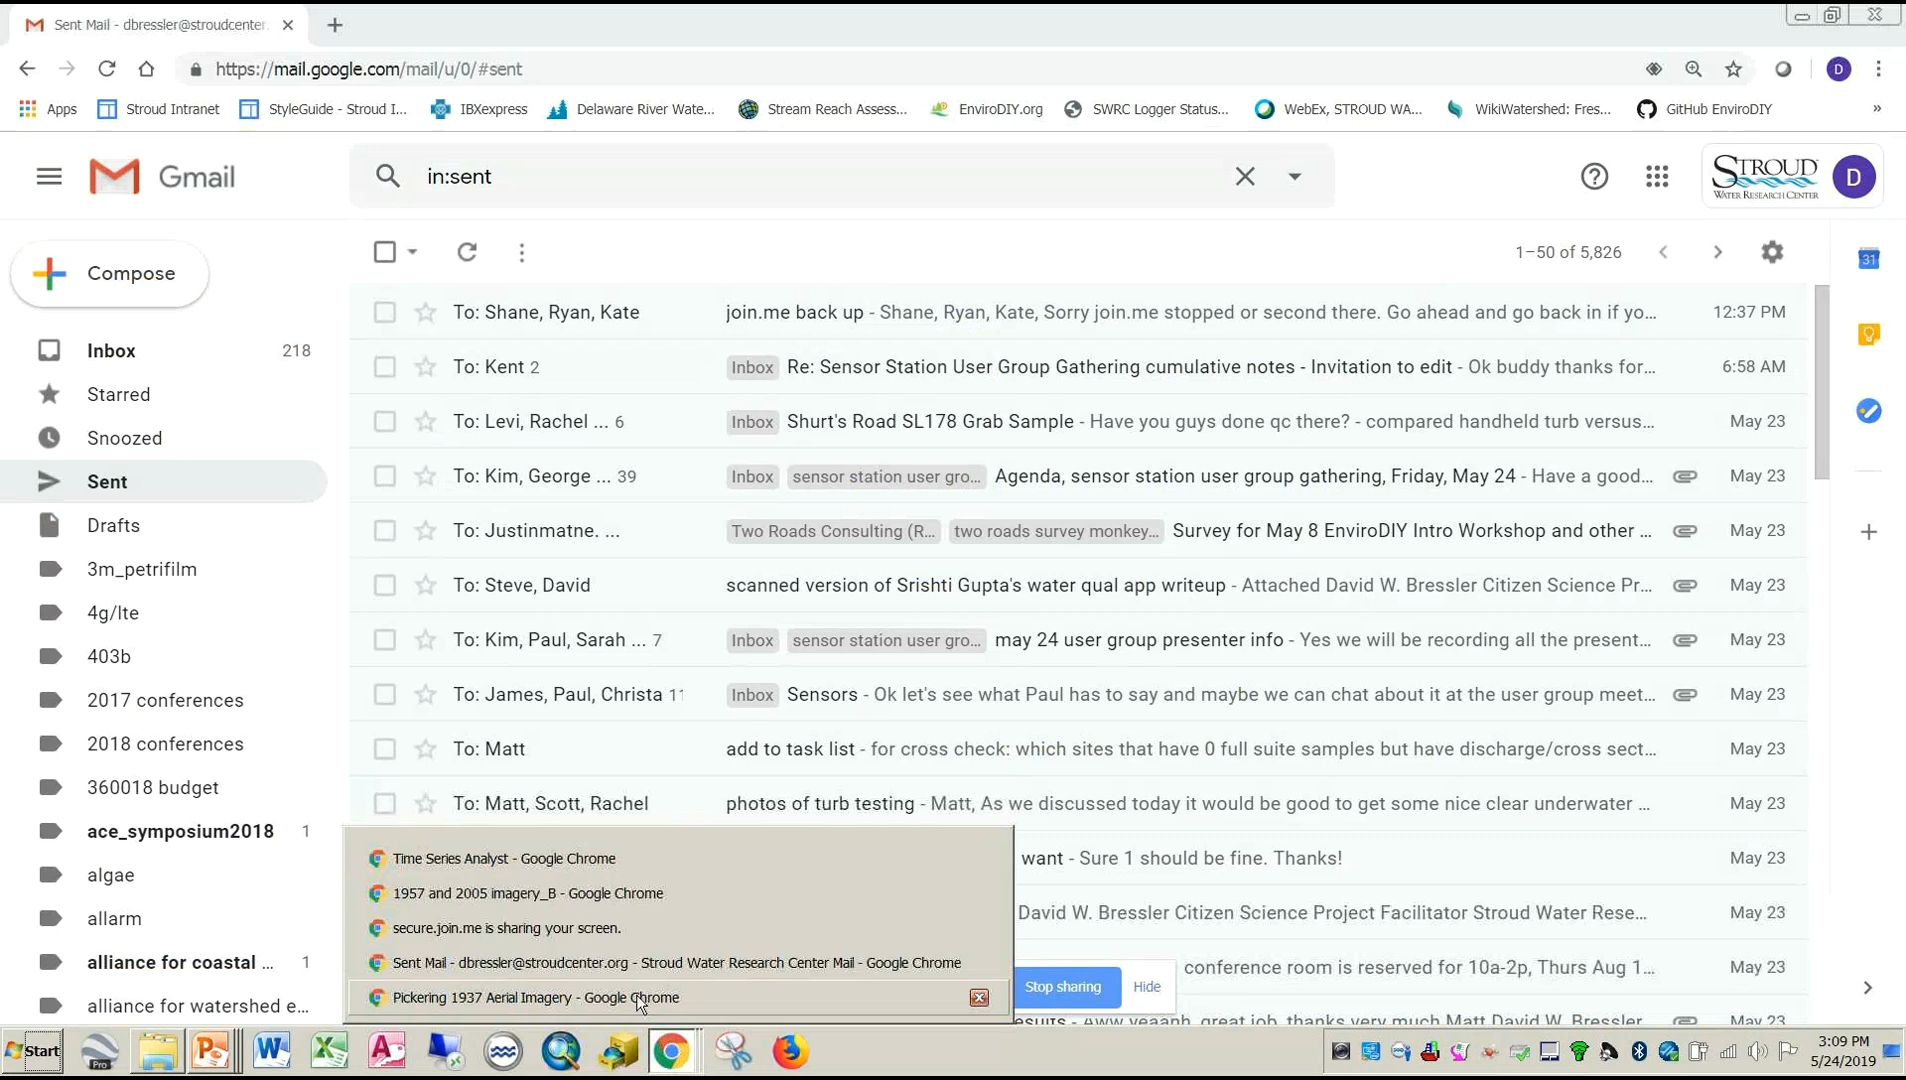 Sent Mail - dbressler@stroudcenter.
https://mail.google.com/mail/u/0/#sent
D
Apps
Stroud Intranet
StyleGuide - Stroud I...
IBXexpress
Delaware River Wate...
Stream Reach Assess...
EnviroDIY.org
SWRC Logger Status...
WebEx, STROUD WA...
WikiWatershed: Fres...
GitHub EnviroDIY
»
Gmail
in:sent
STROUD
WATER RESEARCH CENTER
D
Compose
1–50 of 5,826
31
Inbox 218
Starred
Snoozed
Sent
Drafts
3m_petrifilm
4g/lte
403b
2017 conferences
2018 conferences
360018 budget
ace_symposium2018 1
algae
allarm
alliance for coastal ... 1
alliance for watershed e...
To: Shane, Ryan, Kate join.me back up - Shane, Ryan, Kate, Sorry join.me stopped or second there. Go ahead and go back in if yo... 12:37 PM
To: Kent 2 Inbox Re: Sensor Station User Group Gathering cumulative notes - Invitation to edit - Ok buddy thanks for... 6:58 AM
To: Levi, Rachel ... 6 Inbox Shurt's Road SL178 Grab Sample - Have you guys done qc there? - compared handheld turb versus... May 23
To: Kim, George ... 39 Inbox sensor station user gro... Agenda, sensor station user group gathering, Friday, May 24 - Have a good... May 23
To: Justinmatne. ... Two Roads Consulting (R... two roads survey monkey... Survey for May 8 EnviroDIY Intro Workshop and other ... May 23
To: Steve, David scanned version of Srishti Gupta's water qual app writeup - Attached David W. Bressler Citizen Science Pr... May 23
To: Kim, Paul, Sarah ... 7 Inbox sensor station user gro... may 24 user group presenter info - Yes we will be recording all the present... May 23
To: James, Paul, Christa 11 Inbox Sensors - Ok let's see what Paul has to say and maybe we can chat about it at the user group meet... May 23
To: Matt add to task list - for cross check: which sites that have 0 full suite samples but have discharge/cross sect... May 23
To: Matt, Scott, Rachel photos of turb testing - Matt, As we discussed today it would be good to get some nice clear underwater ... May 23
want - Sure 1 should be fine. Thanks! May 23
David W. Bressler Citizen Science Project Facilitator Stroud Water Rese... May 23
conference room is reserved for 10a-2p, Thurs Aug 1... May 23
esults - Aww yeaahh, great job, thanks very much Matt David W. Bressler Citizen S... May 23
Time Series Analyst - Google Chrome
1957 and 2005 imagery_B - Google Chrome
secure.join.me is sharing your screen.
Sent Mail - dbressler@stroudcenter.org - Stroud Water Research Center Mail - Google Chrome
Pickering 1937 Aerial Imagery - Google Chrome
Stop sharing Hide
Start
Pro
3:09 PM
5/24/2019